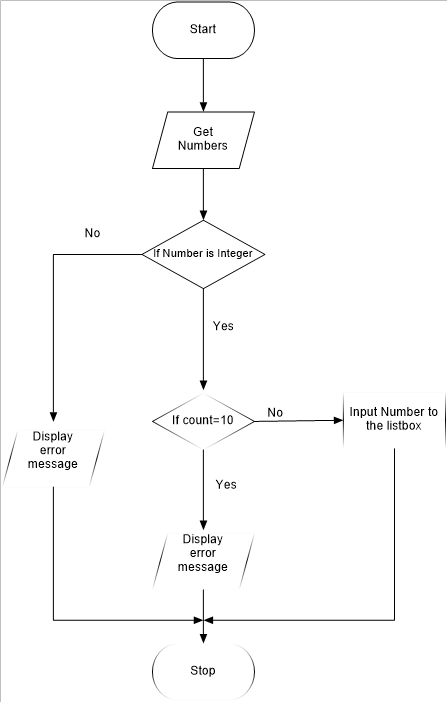 Start
Get
Numbers
If Number is Integer
No
Yes
If count=10
No
Input Number to
the listbox
Display
error
message
Yes
Display
error
message
Stop